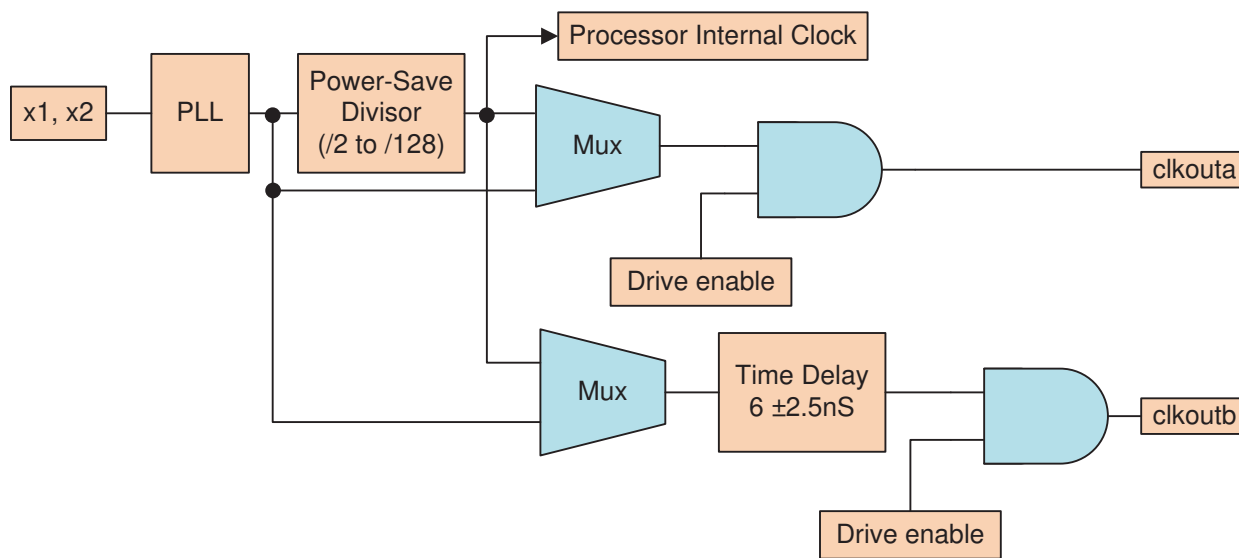 Processor Internal Clock
x1, x2
PLL
Power-Save
Divisor
(/2 to /128)
Mux
clkouta
Drive enable
Mux
Time Delay
6 ±2.5nS
clkoutb
Drive enable